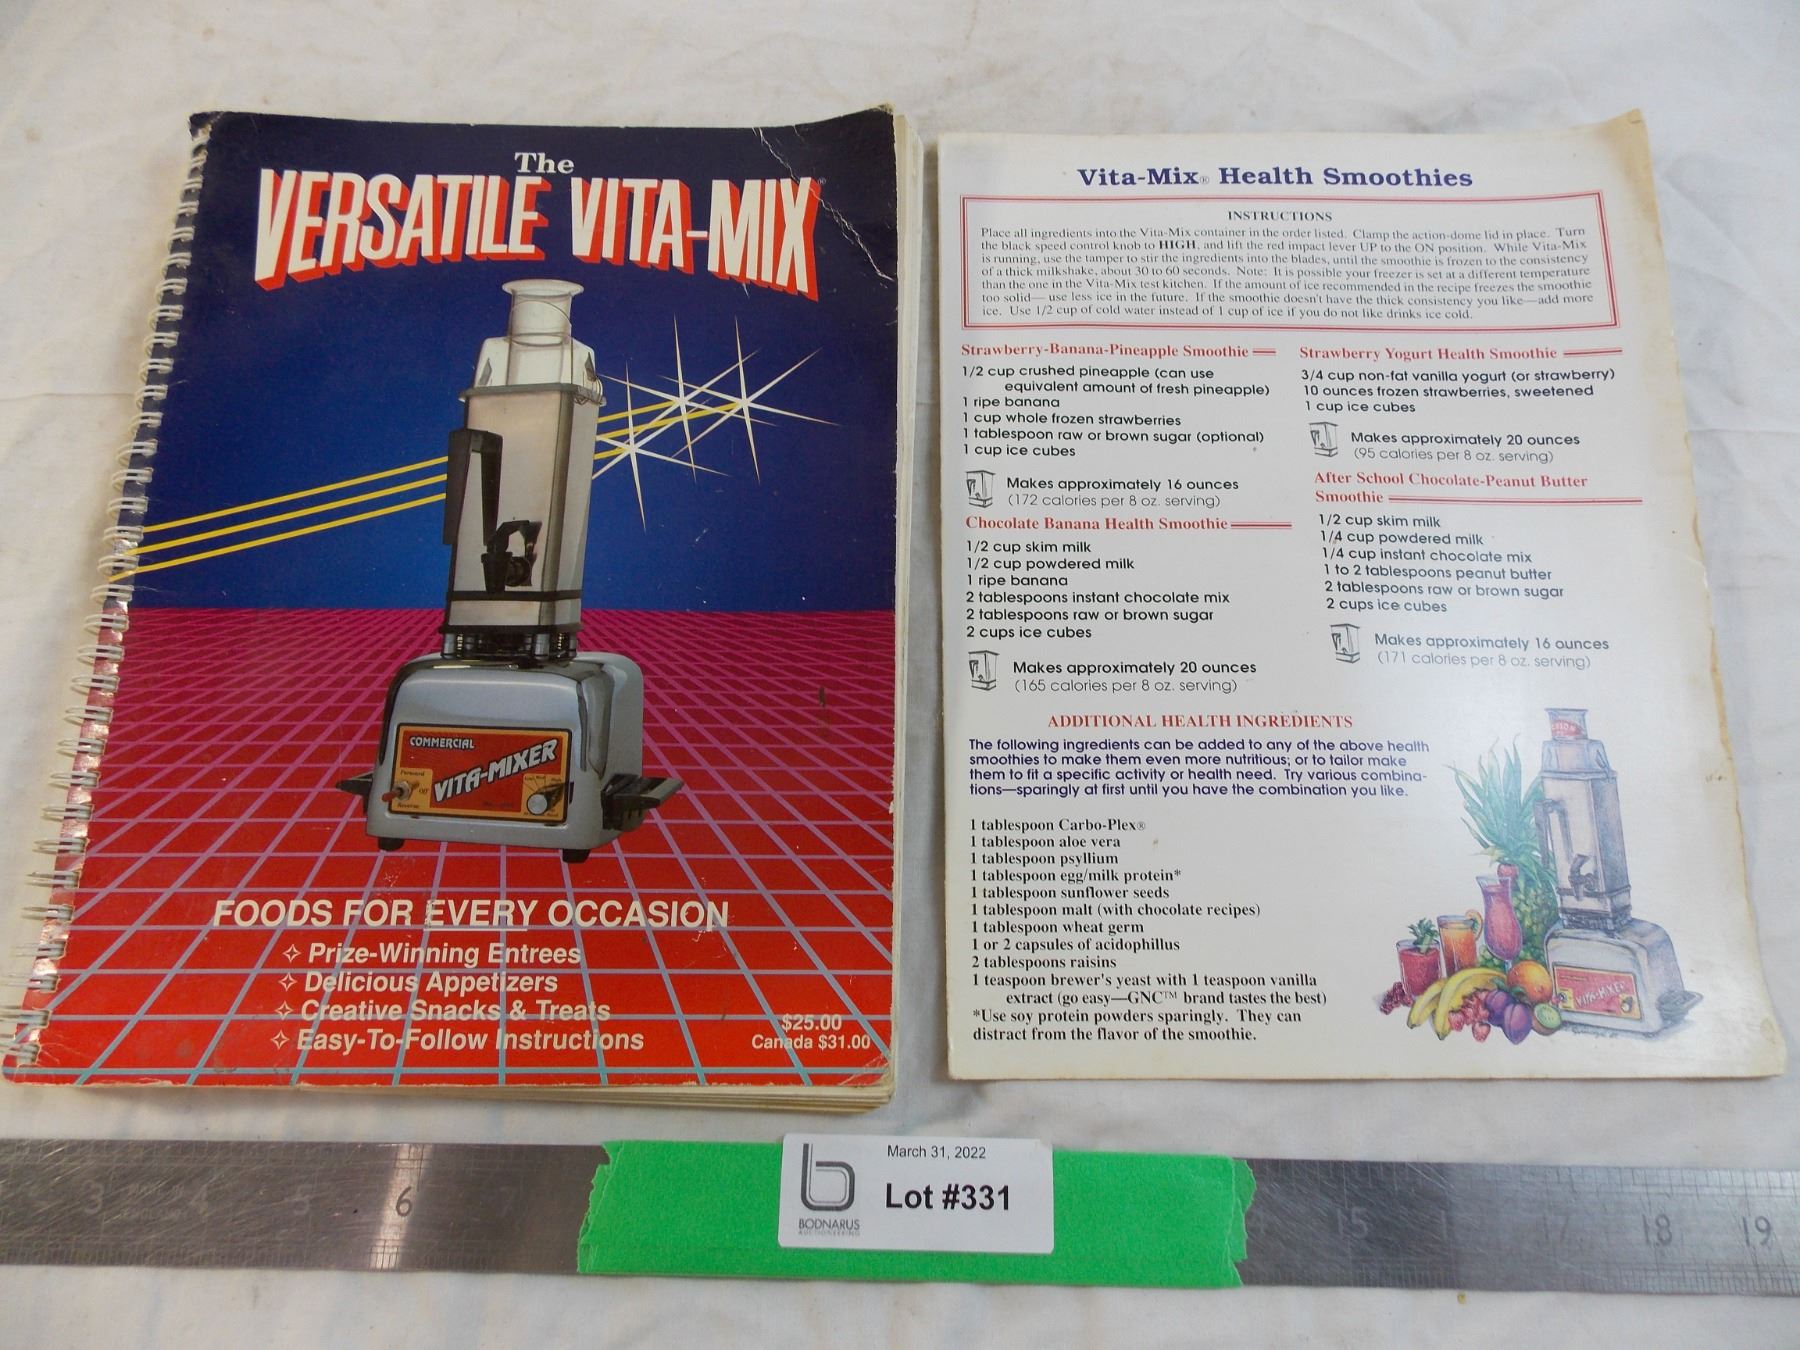 The
VERSATILE VITA-MIX®
COMMERCIAL
VITA-MIXER
Forward
Off
Reverse
FOODS FOR EVERY OCCASION
✧ Prize-Winning Entrees
✧ Delicious Appetizers
✧ Creative Snacks & Treats
✧ Easy-To-Follow Instructions
$25.00
Canada $31.00
Vita-Mix® Health Smoothies
INSTRUCTIONS
Place all ingredients into the Vita-Mix container in the order listed. Clamp the action-dome lid in place. Turn
the black speed control knob to HIGH, and lift the red impact lever UP to the ON position. While Vita-Mix
is running, use the tamper to stir the ingredients into the blades, until the smoothie is frozen to the consistency
of a thick milkshake, about 30 to 60 seconds. Note: It is possible your freezer is set at a different temperature
than the one in the Vita-Mix test kitchen. If the amount of ice recommended in the recipe freezes the smoothie
too solid— use less ice in the future. If the smoothie doesn't have the thick consistency you like—add more
ice. Use 1/2 cup of cold water instead of 1 cup of ice if you do not like drinks ice cold.
Strawberry-Banana-Pineapple Smoothie
1/2 cup crushed pineapple (can use
equivalent amount of fresh pineapple)
1 ripe banana
1 cup whole frozen strawberries
1 tablespoon raw or brown sugar (optional)
1 cup ice cubes
Makes approximately 16 ounces
(172 calories per 8 oz. serving)
Chocolate Banana Health Smoothie
1/2 cup skim milk
1/2 cup powdered milk
1 ripe banana
2 tablespoons instant chocolate mix
2 tablespoons raw or brown sugar
2 cups ice cubes
Makes approximately 20 ounces
(165 calories per 8 oz. serving)
Strawberry Yogurt Health Smoothie
3/4 cup non-fat vanilla yogurt (or strawberry)
10 ounces frozen strawberries, sweetened
1 cup ice cubes
Makes approximately 20 ounces
(95 calories per 8 oz. serving)
After School Chocolate-Peanut Butter
Smoothie
1/2 cup skim milk
1/4 cup powdered milk
1/4 cup instant chocolate mix
1 to 2 tablespoons peanut butter
2 tablespoons raw or brown sugar
2 cups ice cubes
Makes approximately 16 ounces
(171 calories per 8 oz. serving)
ADDITIONAL HEALTH INGREDIENTS
The following ingredients can be added to any of the above health
smoothies to make them even more nutritious; or to tailor make
them to fit a specific activity or health need. Try various combina-
tions—sparingly at first until you have the combination you like.
1 tablespoon Carbo-Plex®
1 tablespoon aloe vera
1 tablespoon psyllium
1 tablespoon egg/milk protein*
1 tablespoon sunflower seeds
1 tablespoon malt (with chocolate recipes)
1 tablespoon wheat germ
1 or 2 capsules of acidophillus
2 tablespoons raisins
1 teaspoon brewer's yeast with 1 teaspoon vanilla
extract (go easy—GNC™ brand tastes the best)
*Use soy protein powders sparingly. They can
distract from the flavor of the smoothie.
VITA-MIXER
March 31, 2022
Lot #331
BODNARUS
AUCTIONEERING
3 4 5 6 15 17 18 19